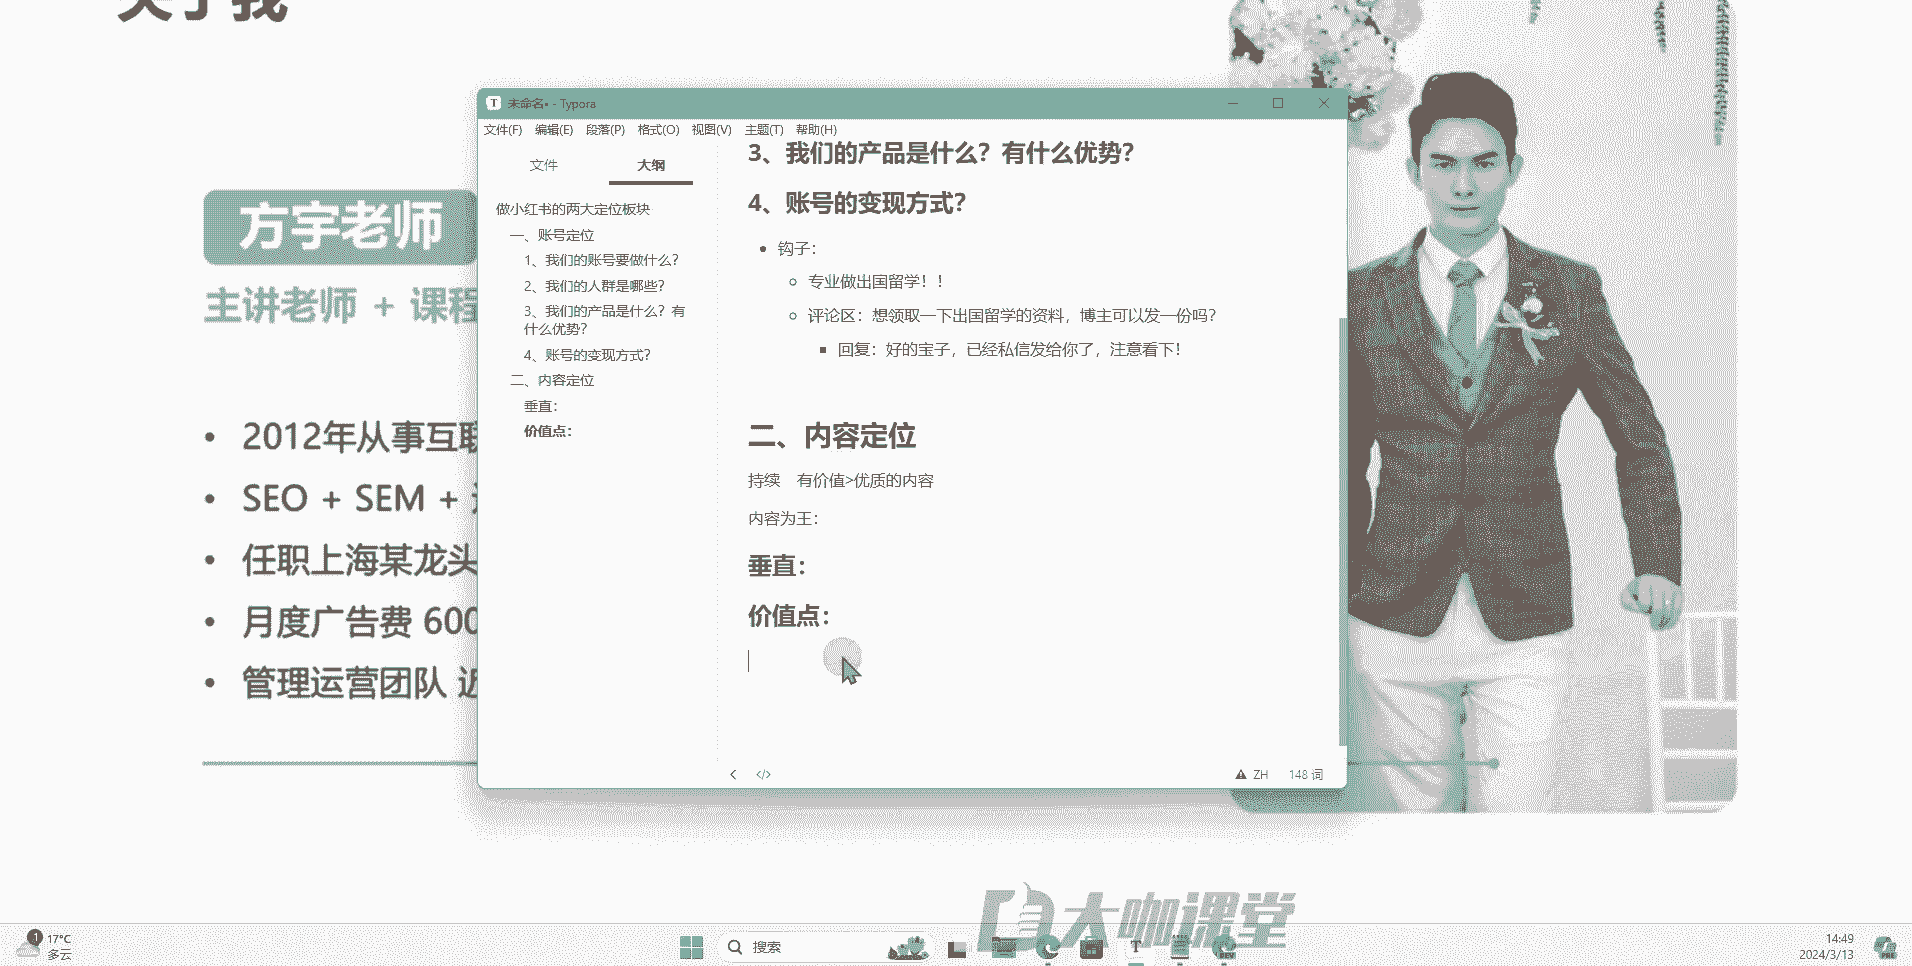 关于我
方宇老师
主讲老师 + 课程
2012年从事互联
SEO + SEM +
任职上海某龙头
月度广告费 600
管理运营团队 近
未命名• - Typora
文件(F) 编辑(E) 段落(P) 格式(O) 视图(V) 主题(T) 帮助(H)
文件 大纲
做小红书的两大定位板块
一、账号定位
1、我们的账号要做什么?
2、我们的人群是哪些?
3、我们的产品是什么?有
什么优势?
4、账号的变现方式?
二、内容定位
垂直:
价值点:
3、我们的产品是什么?有什么优势?
4、账号的变现方式?
钩子:
专业做出国留学!!
评论区:想领取一下出国留学的资料,博主可以发一份吗?
回复:好的宝子,已经私信发给你了,注意看下!
二、内容定位
持续 有价值>优质的内容
内容为王:
垂直:
价值点:
</> ZH 148 词
大咖课堂
1 17°C
多云
搜索
T
14:49
2024/3/13
PRE